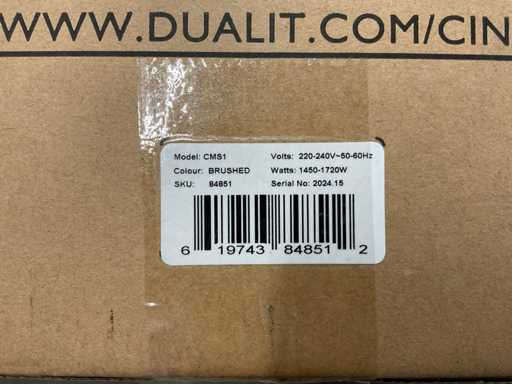 WWW.DUALIT.COM/CIN
Model: CMS1 Volts: 220-240V~50-60Hz
Colour: BRUSHED Watts: 1450-1720W
SKU: 84851 Serial No: 2024.15
6 19743 84851 2